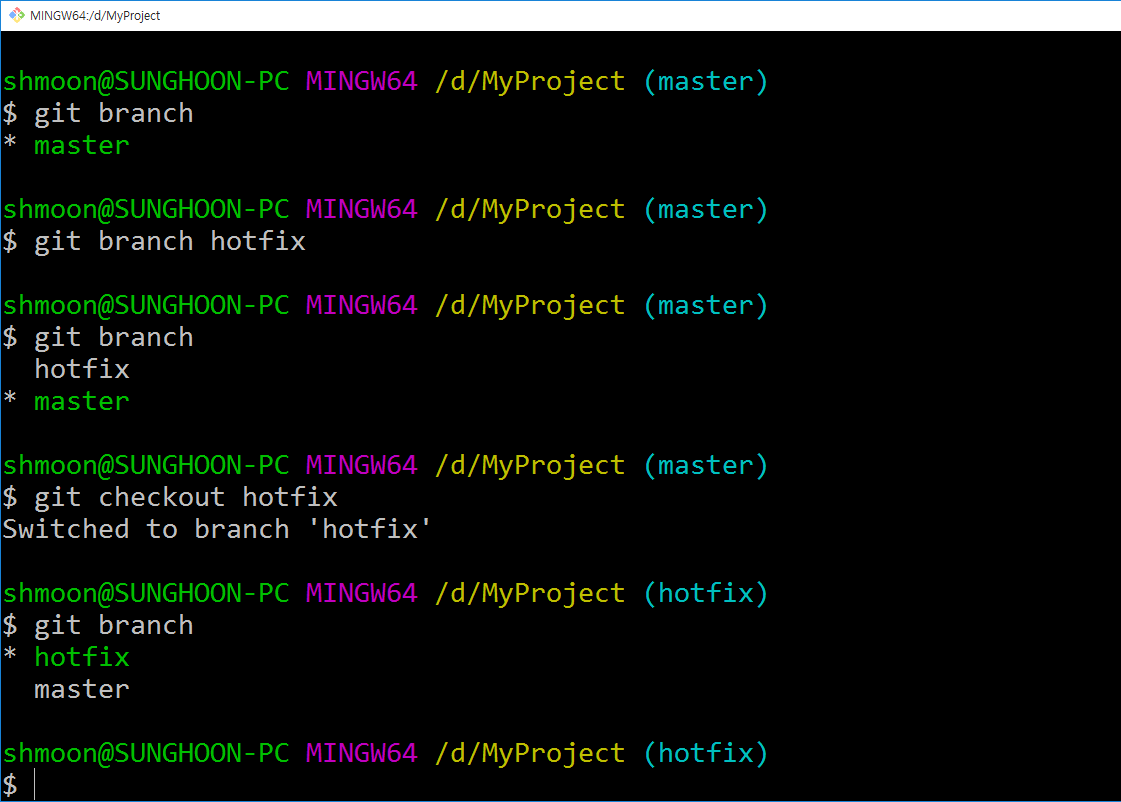 MINGW64:/d/MyProject
shmoon@SUNGHOON-PC MINGW64 /d/MyProject (master)
$ git branch
* master
shmoon@SUNGHOON-PC MINGW64 /d/MyProject (master)
$ git branch hotfix
shmoon@SUNGHOON-PC MINGW64 /d/MyProject (master)
$ git branch
  hotfix
* master
shmoon@SUNGHOON-PC MINGW64 /d/MyProject (master)
$ git checkout hotfix
Switched to branch 'hotfix'
shmoon@SUNGHOON-PC MINGW64 /d/MyProject (hotfix)
$ git branch
* hotfix
  master
shmoon@SUNGHOON-PC MINGW64 /d/MyProject (hotfix)
$